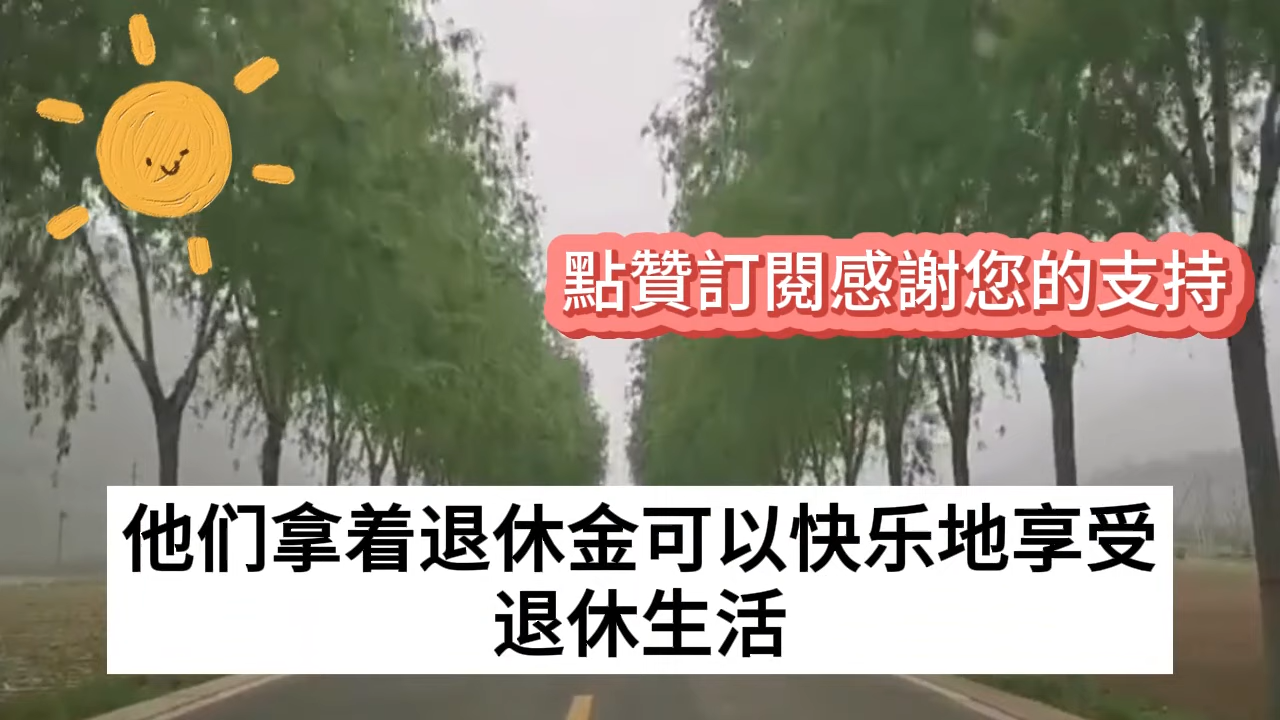 點贊訂閱感謝您的支持
他们拿着退休金可以快乐地享受
退休生活